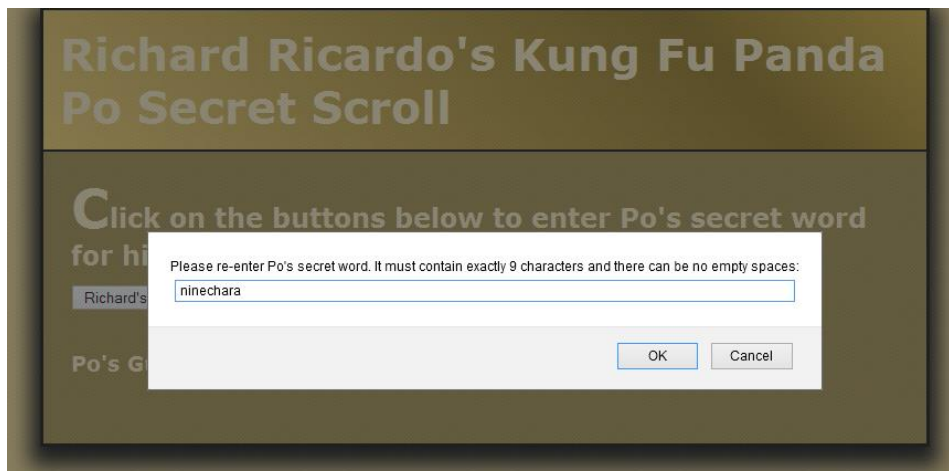 Richard Ricardo's Kung Fu Panda
Po Secret Scroll
Click on the buttons below to enter Po's secret word
for hi
Please re-enter Po's secret word. It must contain exactly 9 characters and there can be no empty spaces:
ninechara
Richard's
OK Cancel
Po's G